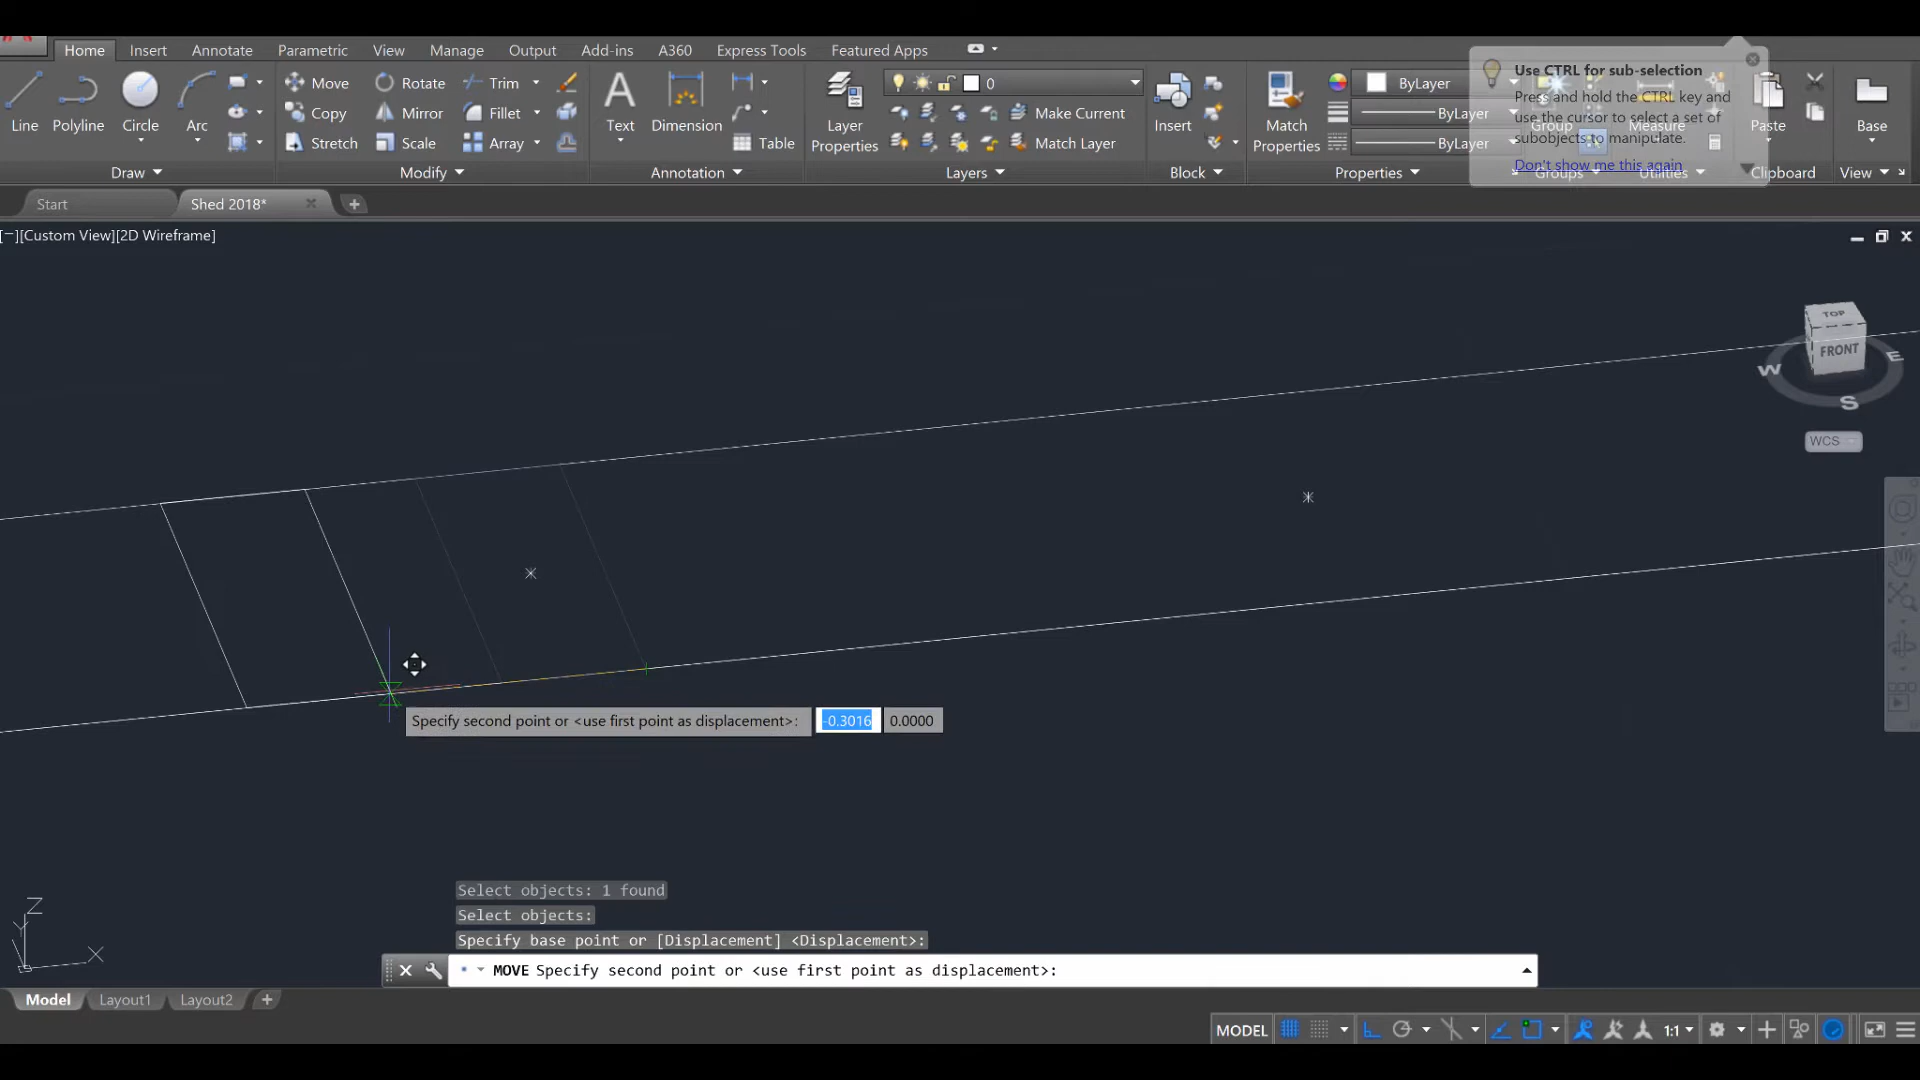 Home Insert Annotate Parametric View Manage Output Add-ins A360 Express Tools Featured Apps
Line
Polyline
Circle
Arc
Move
Rotate
Trim
Copy
Mirror
Fillet
Stretch
Scale
Array
Text
Dimension
Table
Layer
Properties
0
Make Current
Match Layer
Insert
Match
Properties
ByLayer
ByLayer
ByLayer
Group
Measure
Paste
Base
Use CTRL for sub-selection
Press and hold the CTRL key and
use the cursor to select a set of
subobjects to manipulate.
Don't show me this again
Draw Modify Annotation Layers Block Properties Groups Utilities Clipboard View
Start
Shed 2018*
[−][Custom View][2D Wireframe]
TOP
FRONT
W
E
S
WCS
Specify second point or <use first point as displacement>: -0.3016 0.0000
Select objects: 1 found
Select objects:
Specify base point or [Displacement] <Displacement>:
MOVE Specify second point or <use first point as displacement>:
Z
Y
X
Model Layout1 Layout2
MODEL
1:1